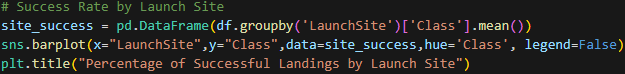 # Success Rate by Launch Site
site_success = pd.DataFrame(df.groupby('LaunchSite')['Class'].mean())
sns.barplot(x="LaunchSite",y="Class",data=site_success,hue='Class', legend=False)
plt.title("Percentage of Successful Landings by Launch Site")